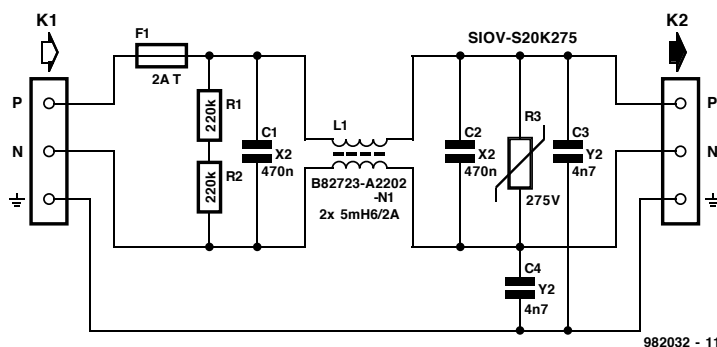 K1
K2
F1
SIOV-S20K275
2A T
P
P
220k
R1
C1
X2
470n
L1
C2
X2
470n
R3
C3
Y2
4n7
N
N
220k
R2
B82723-A2202
-N1
2x 5mH6/2A
275V
C4
Y2
4n7
982032 - 11